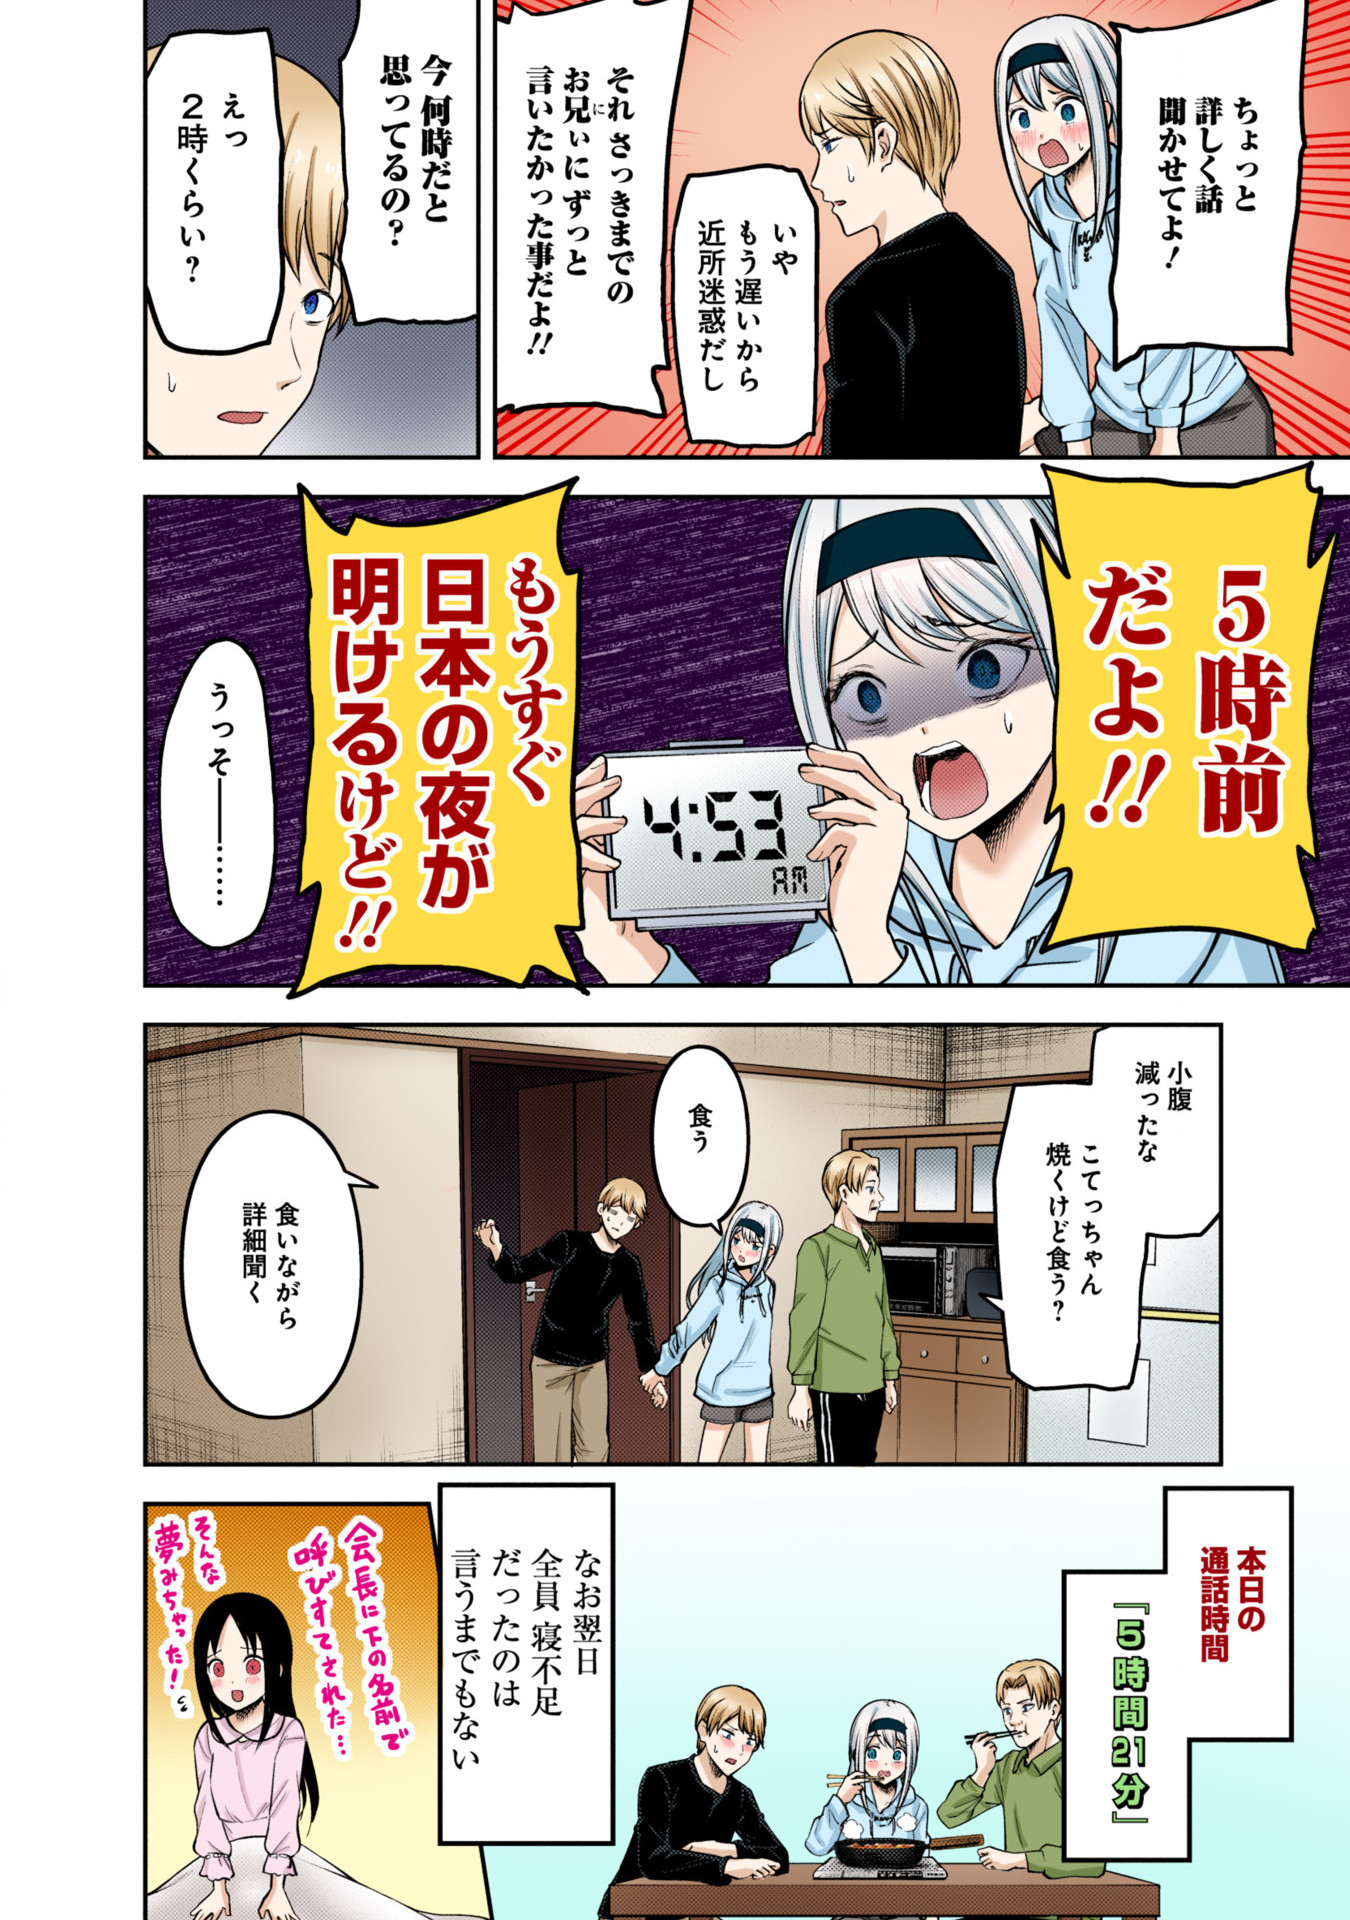 ちょっと
詳しく話
聞かせてよ！
いや
もう遅いから
近所迷惑だし
それ さっきまでの
お兄ぃにずっと
に
言いたかった事だよ!!
今 何時だと
思ってるの？
えっ
２時くらい？
５時前
だよ!!
4:53
AM
もうすぐ
日本の夜が
明けるけど!!
うっそ――……
小腹
減ったな
こてっちゃん
焼くけど食う？
食う
食いながら
詳細聞く
本日の
通話時間
『５時間21分』
なお翌日
全員 寝不足
だったのは
言うまでもない
会長に下の名前で
呼びすてされた…
そんな
夢みちゃった！